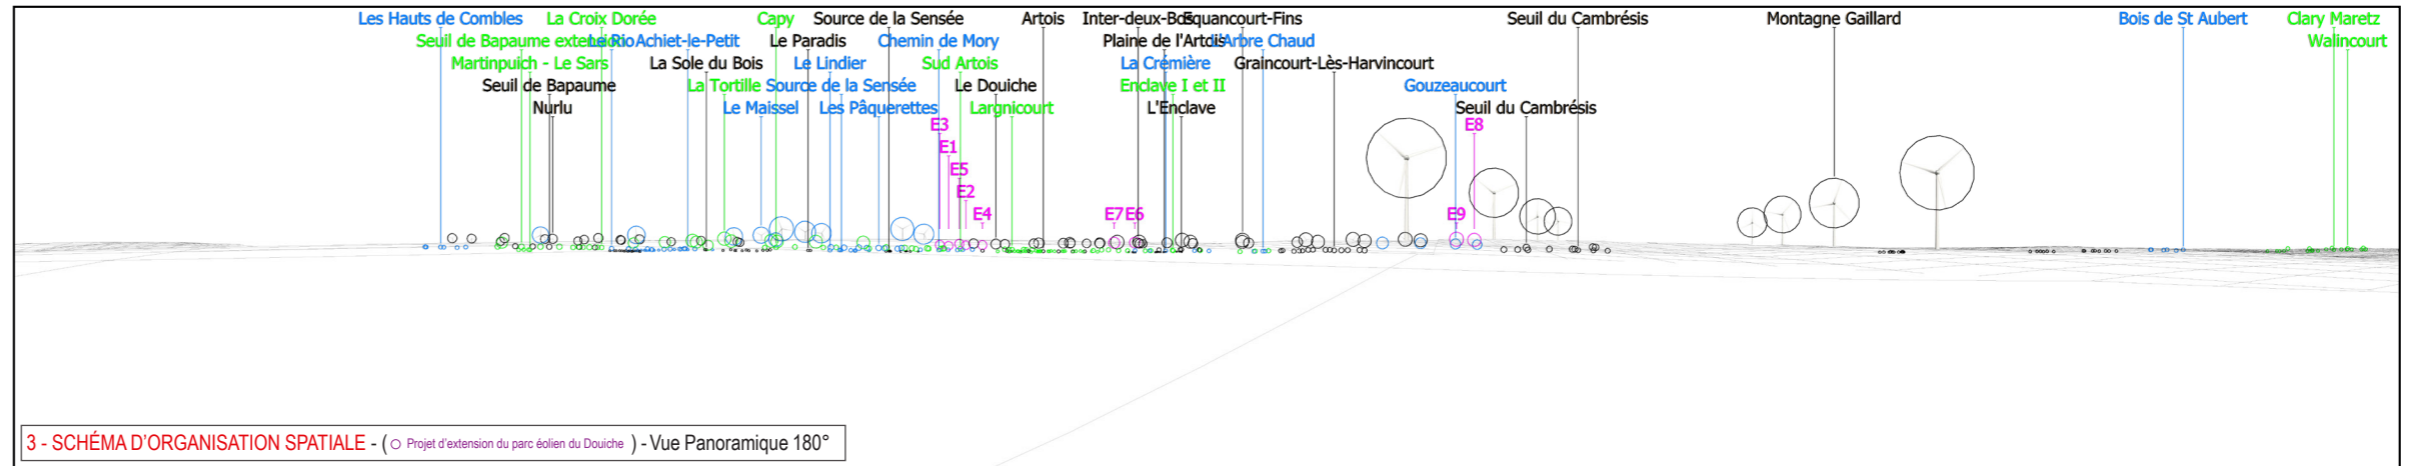 Les Hauts de Combles La Croix Dorée Capy Source de la Sensée Artois Inter-deux-Bos Equancourt-Fins Seuil du Cambrésis Montagne Gaillard Bois de St Aubert Clary Maretz
Seuil de Bapaume extension Le Rio Achiet-le-Petit Le Paradis Chemin de Mory Plaine de l'Artois L'Arbre Chaud Walincourt
Martinpuich - Le Sars La Sole du Bois Le Lindier Sud Artois La Crémière Graincourt-Lès-Harvincourt
Seuil de Bapaume La Tortille Source de la Sensée Le Douiche Enclave I et II Gouzeaucourt
Nurlu Le Maissel Les Pâquerettes Largnicourt L'Enclave Seuil du Cambrésis
E3 E8
E1
E5
E2
E4 E7 E6 E9
3 - SCHÉMA D'ORGANISATION SPATIALE - ( Projet d'extension du parc éolien du Douiche ) - Vue Panoramique 180°